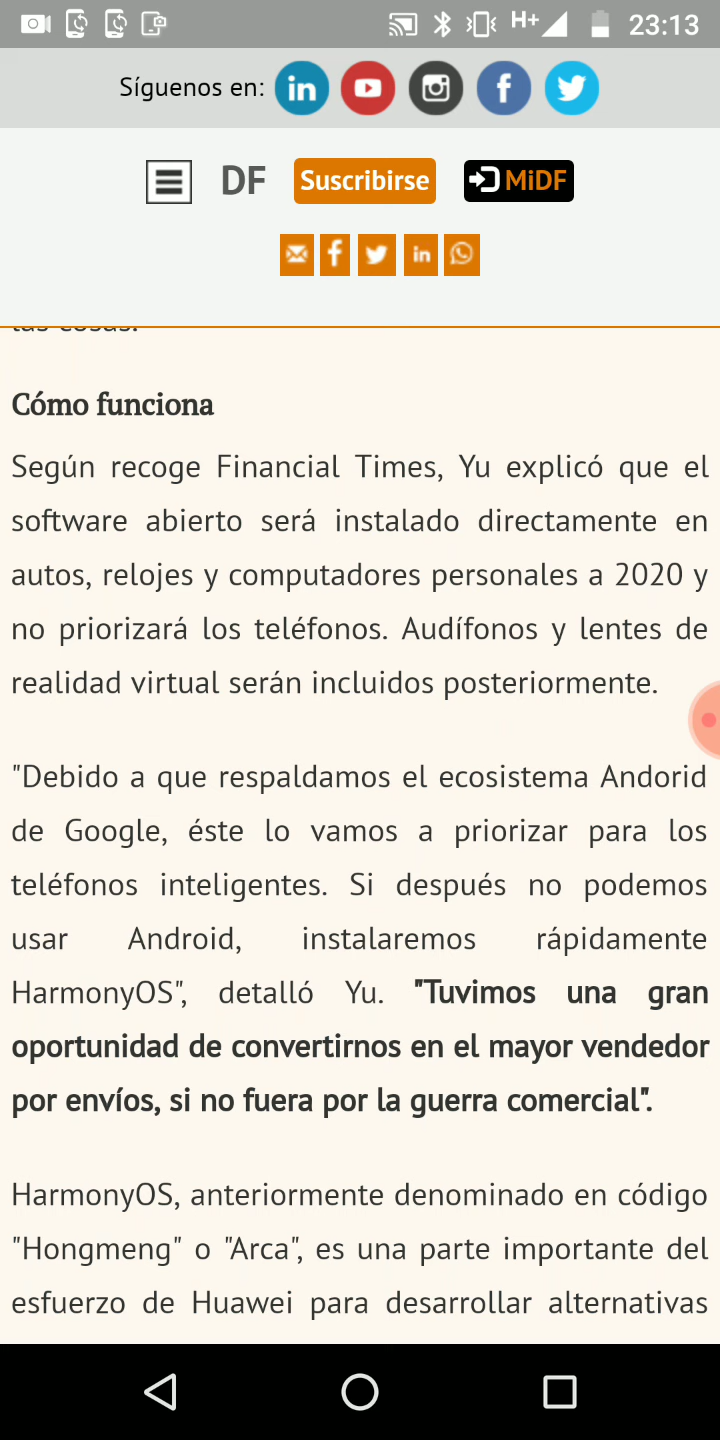 H+ 23:13
Síguenos en:
DF Suscribirse MiDF
las cosas.
Cómo funciona
Según recoge Financial Times, Yu explicó que el
software abierto será instalado directamente en
autos, relojes y computadores personales a 2020 y
no priorizará los teléfonos. Audífonos y lentes de
realidad virtual serán incluidos posteriormente.
"Debido a que respaldamos el ecosistema Andorid
de Google, éste lo vamos a priorizar para los
teléfonos inteligentes. Si después no podemos
usar Android, instalaremos rápidamente
HarmonyOS", detalló Yu. "Tuvimos una gran
oportunidad de convertirnos en el mayor vendedor
por envíos, si no fuera por la guerra comercial".
HarmonyOS, anteriormente denominado en código
"Hongmeng" o "Arca", es una parte importante del
esfuerzo de Huawei para desarrollar alternativas